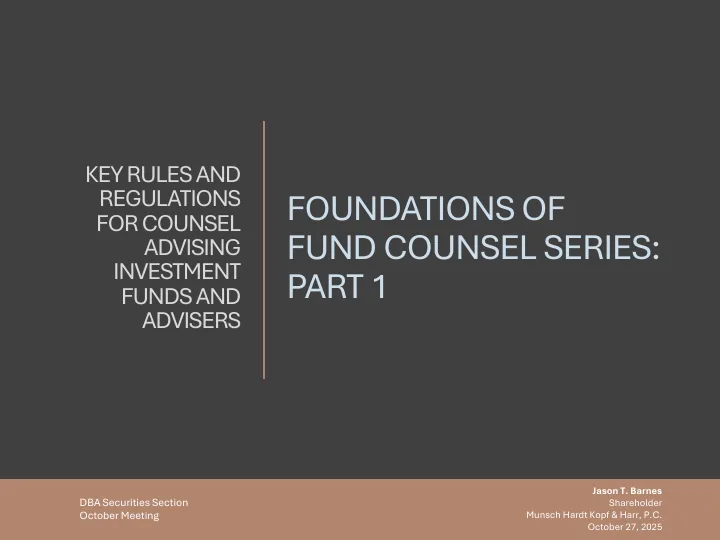 KEY RULES AND
REGULATIONS
FOR COUNSEL
ADVISING
INVESTMENT
FUNDS AND
ADVISERS
FOUNDATIONS OF
FUND COUNSEL SERIES:
PART 1
DBA Securities Section
October Meeting
Jason T. Barnes
Shareholder
Munsch Hardt Kopf & Harr, P.C.
October 27, 2025